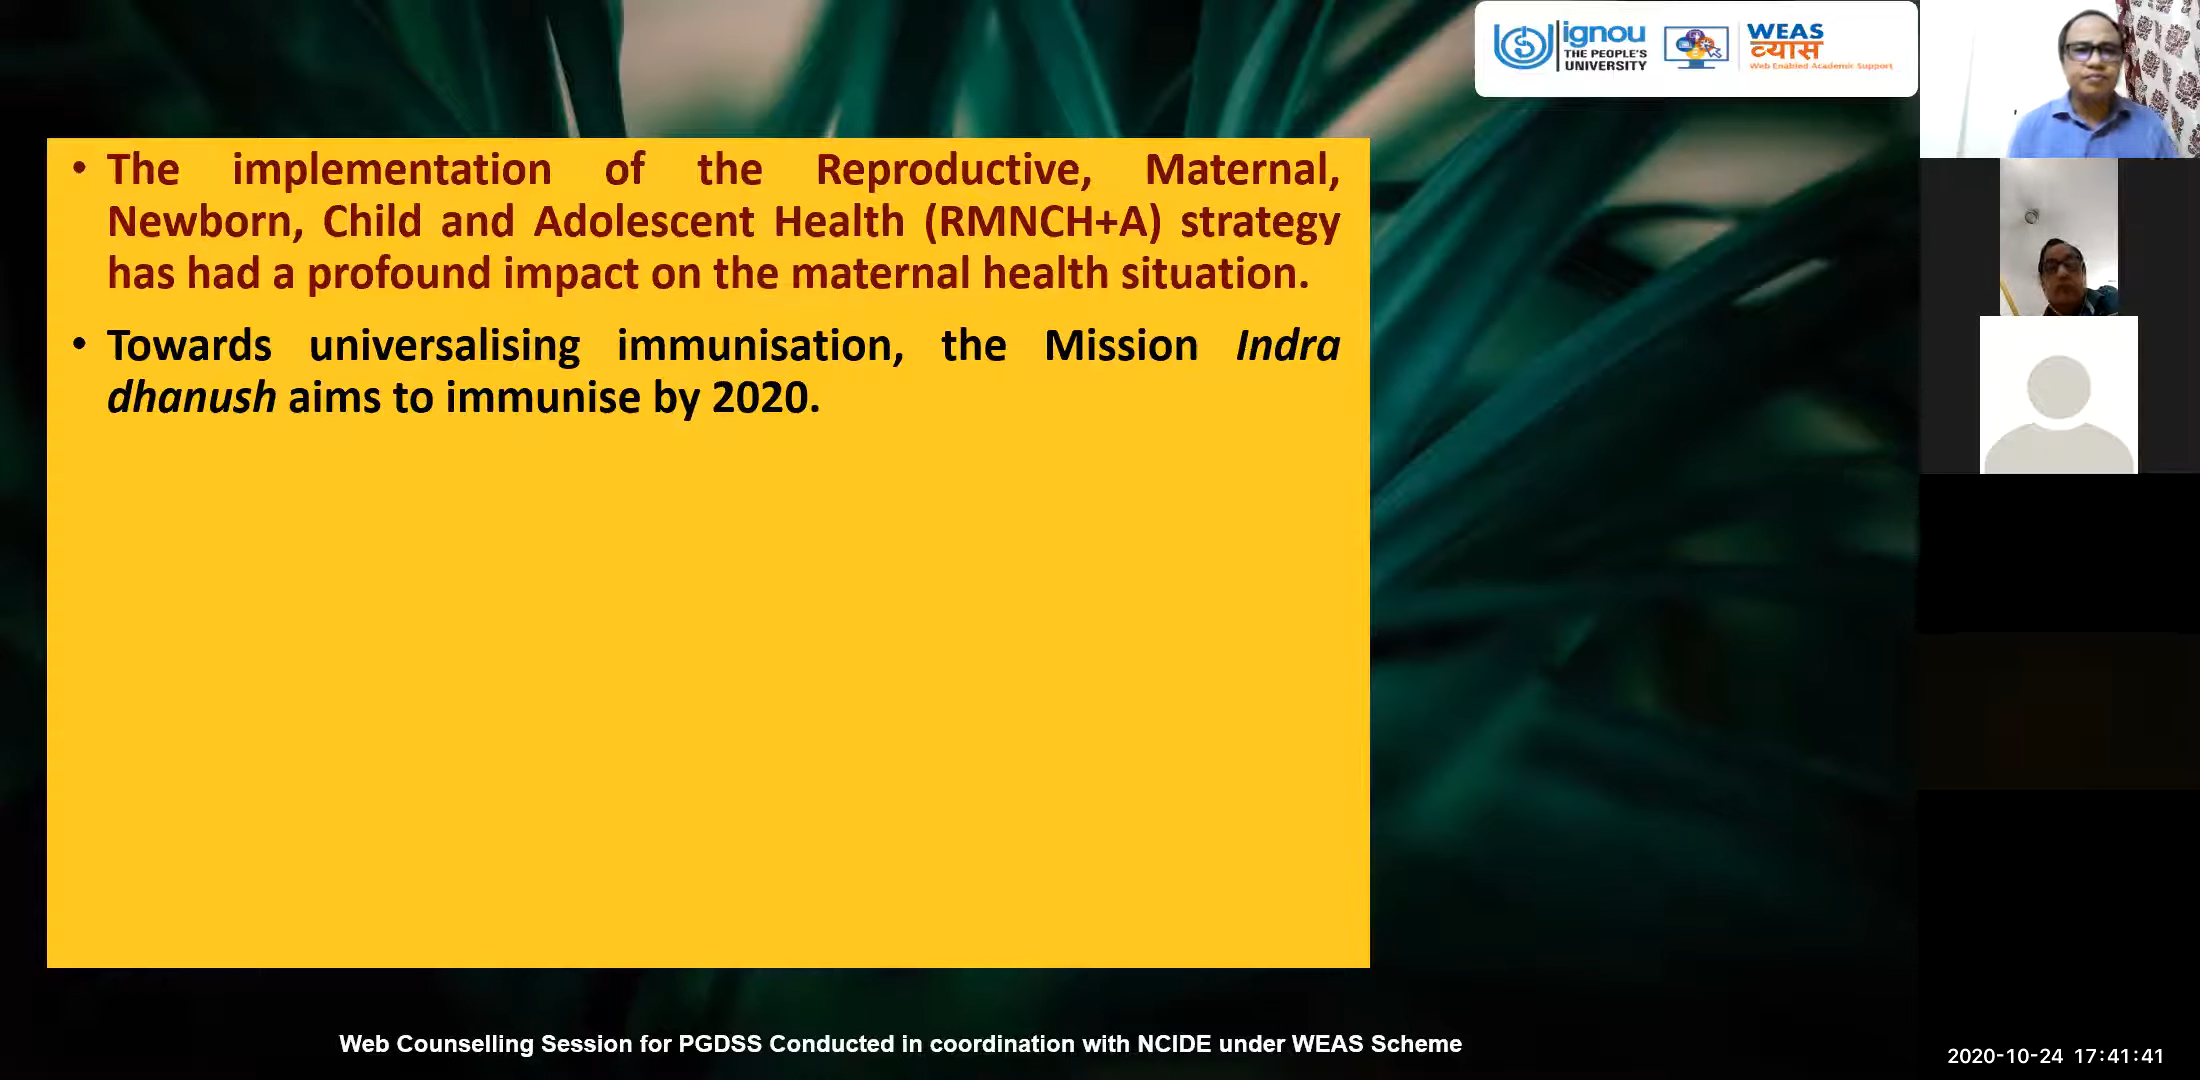 ignou
THE PEOPLE'S
UNIVERSITY
WEAS
व्यास
Web Enabled Academic Support
• The implementation of the Reproductive, Maternal,
Newborn, Child and Adolescent Health (RMNCH+A) strategy
has had a profound impact on the maternal health situation.
• Towards universalising immunisation, the Mission Indra
dhanush aims to immunise by 2020.
Web Counselling Session for PGDSS Conducted in coordination with NCIDE under WEAS Scheme
2020-10-24 17:41:41